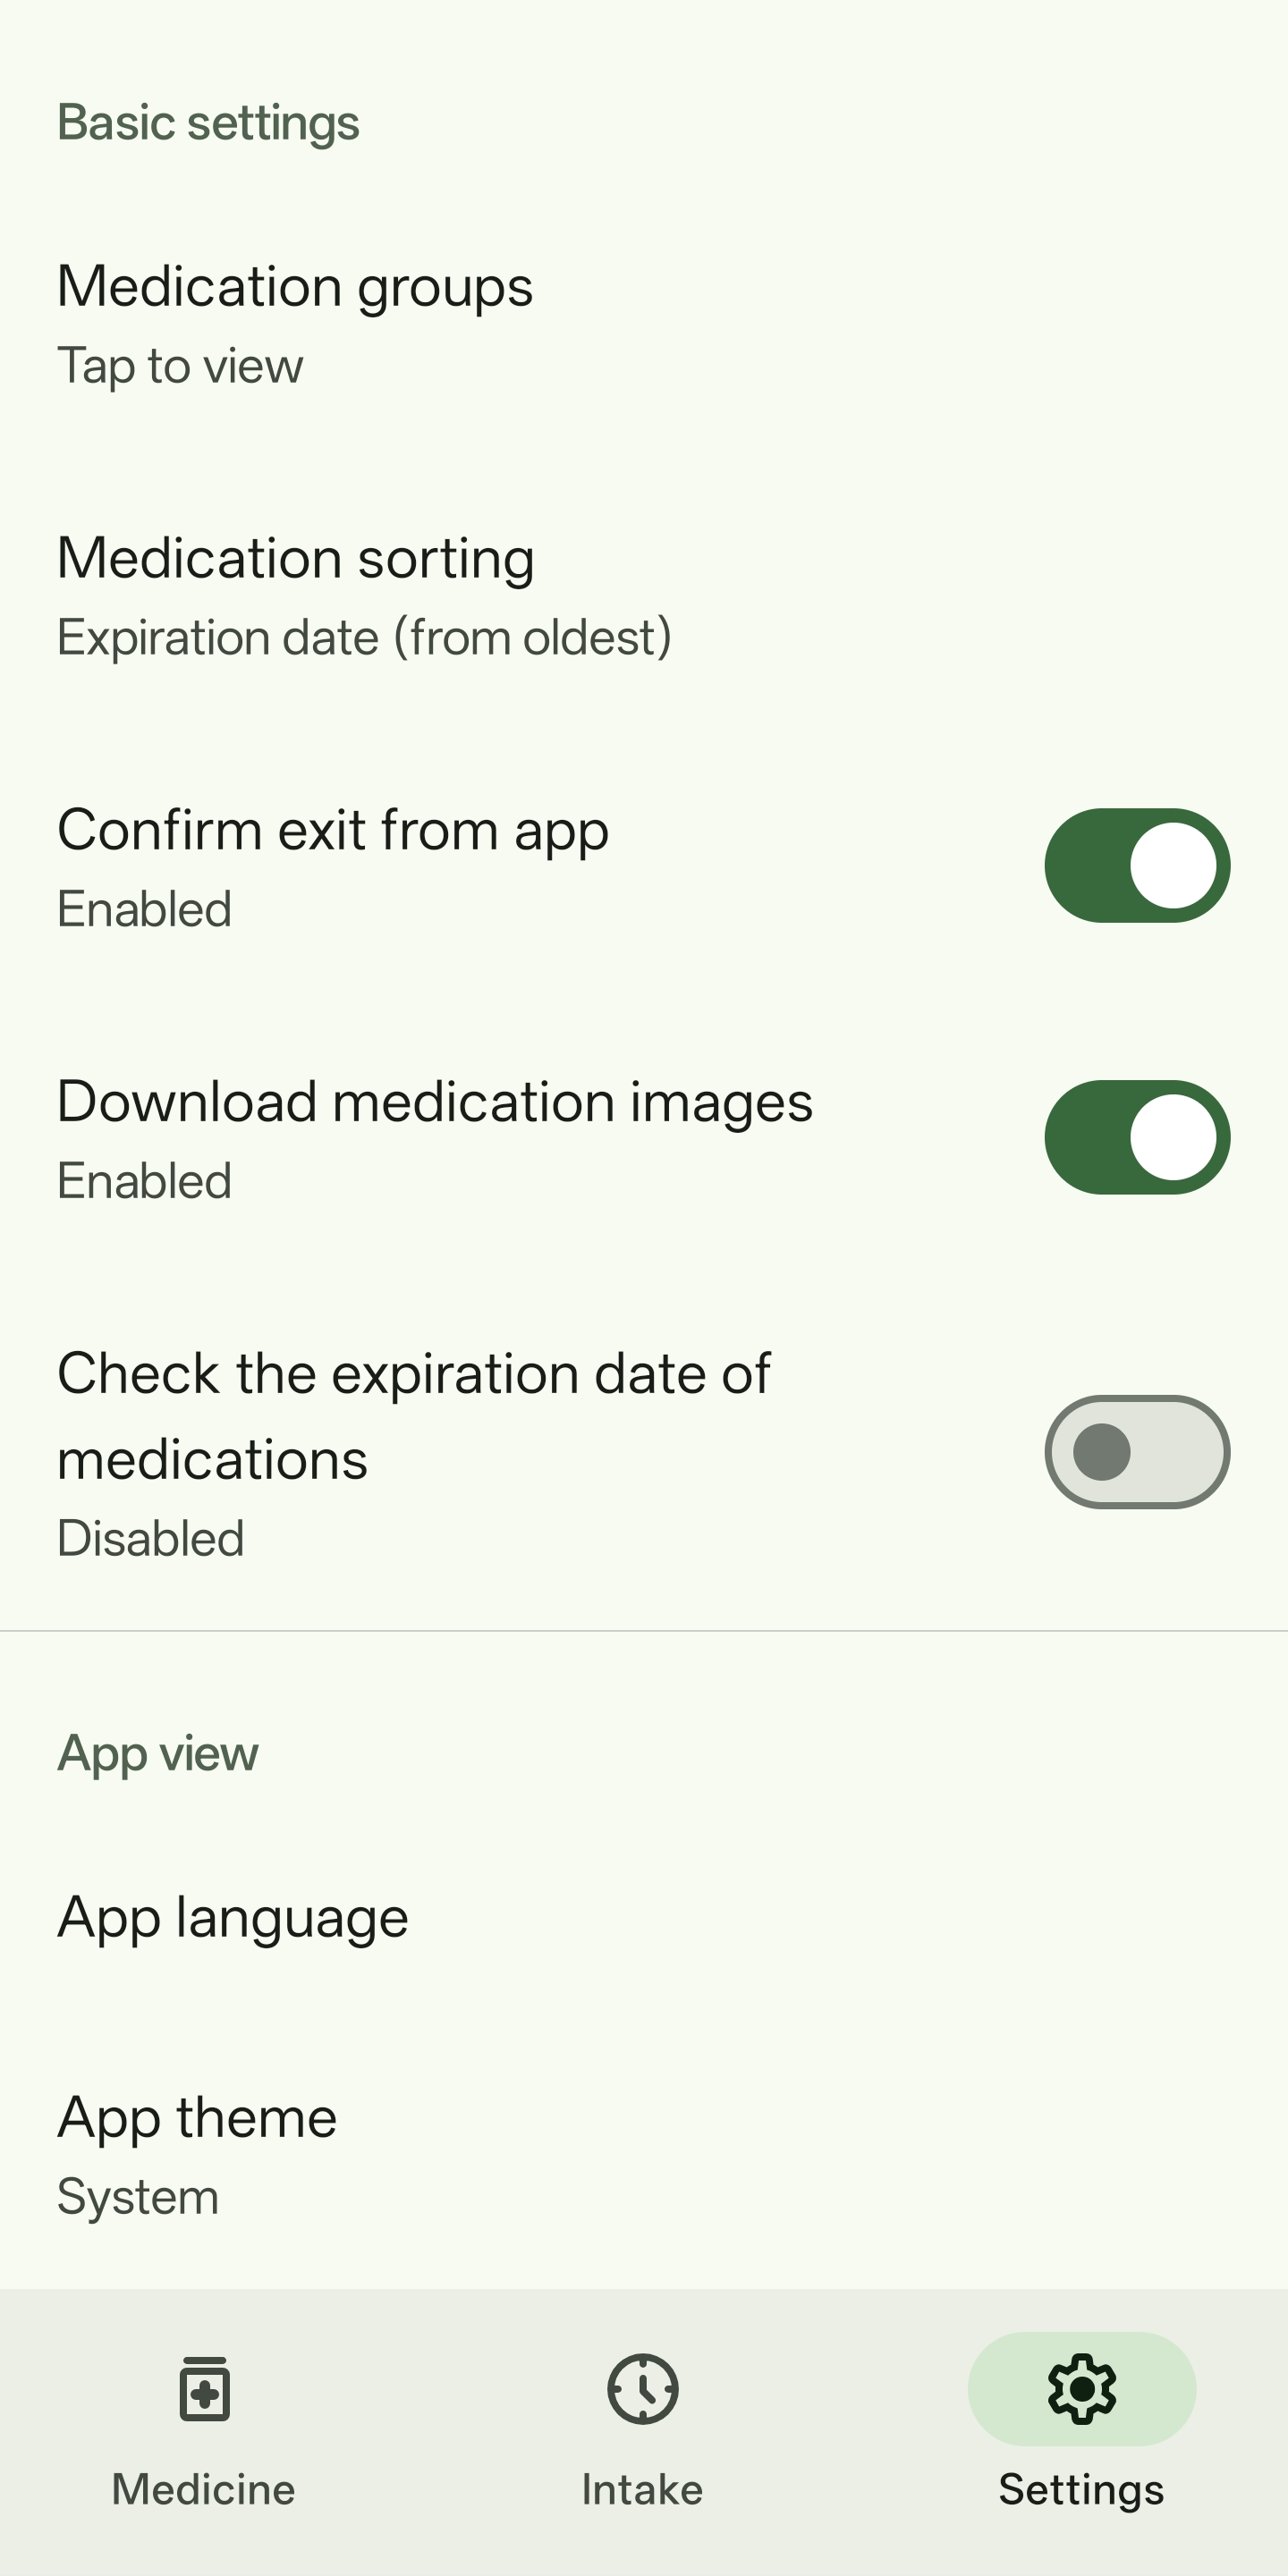 Basic settings
Medication groups
Tap to view
Medication sorting
Expiration date (from oldest)
Confirm exit from app
Enabled
Download medication images
Enabled
Check the expiration date of
medications
Disabled
App view
App language
App theme
System
Medicine
Intake
Settings